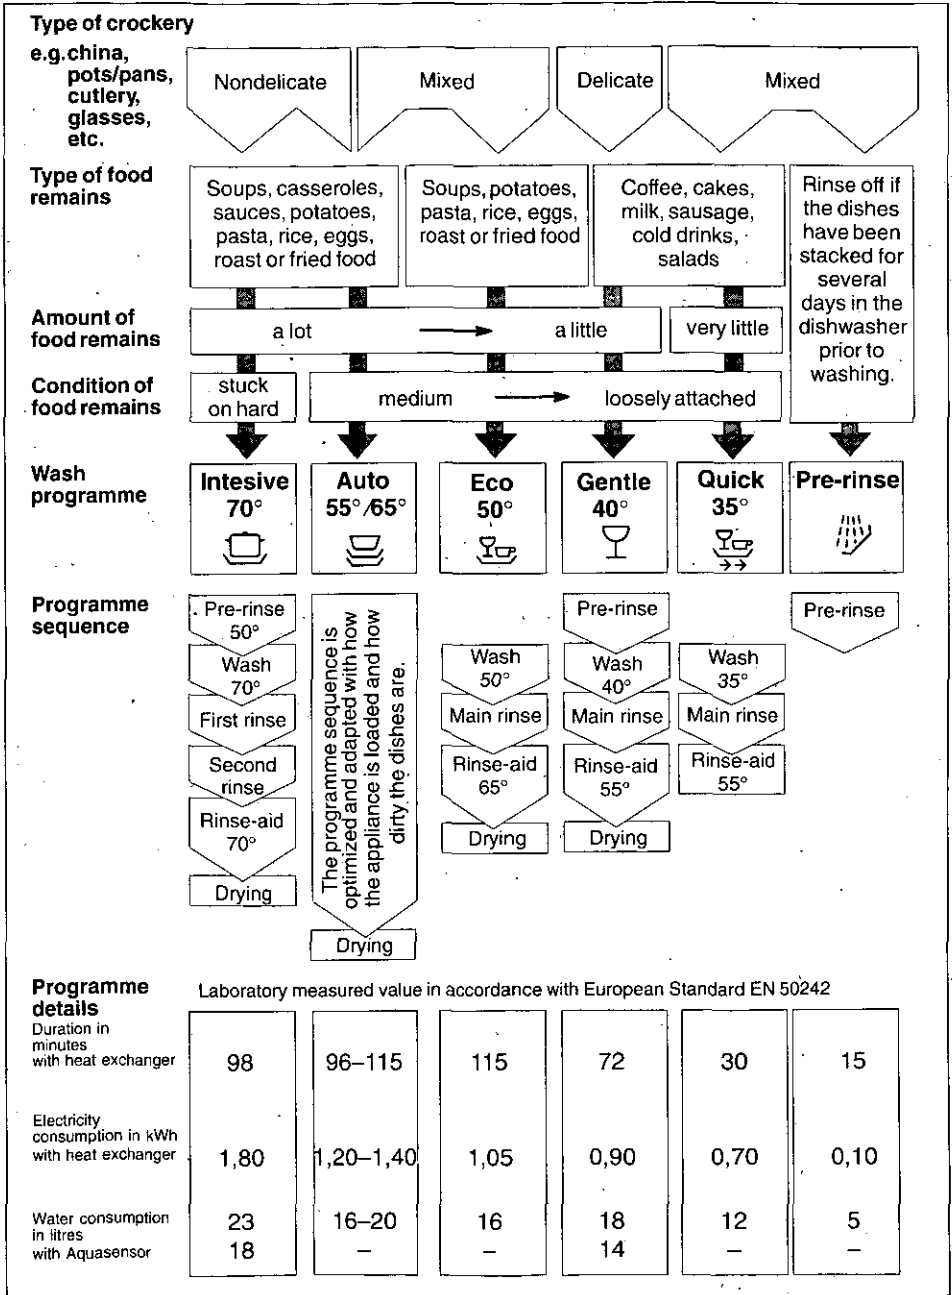 Type of crockery
e.g. china,
pots/pans,
cutlery,
glasses,
etc.
Nondelicate
Mixed
Delicate
Mixed
Type of food
remains
Soups, casseroles,
sauces, potatoes,
pasta, rice, eggs,
roast or fried food
Soups, potatoes,
pasta, rice, eggs,
roast or fried food
Coffee, cakes,
milk, sausage,
cold drinks,
salads
Rinse off if
the dishes
have been
stacked for
several
days in the
dishwasher
prior to
washing.
Amount of
food remains
a lot → a little
very little
Condition of
food remains
stuck
on hard
medium → loosely attached
Wash
programme
Intesive
70°
Auto
55°/65°
Eco
50°
Gentle
40°
Quick
35°
Pre-rinse
Programme
sequence
Pre-rinse
50°
Wash
70°
First rinse
Second
rinse
Rinse-aid
70°
Drying
The programme sequence is
optimized and adapted with how
the appliance is loaded and how
dirty the dishes are.
Drying
Wash
50°
Main rinse
Rinse-aid
65°
Drying
Pre-rinse
Wash
40°
Main rinse
Rinse-aid
55°
Drying
Wash
35°
Main rinse
Rinse-aid
55°
Pre-rinse
Programme
details
Laboratory measured value in accordance with European Standard EN 50242
Duration in
minutes
with heat exchanger
98
96–115
115
72
30
15
Electricity
consumption in kWh
with heat exchanger
1,80
1,20–1,40
1,05
0,90
0,70
0,10
Water consumption
in litres
23
16–20
16
18
12
5
with Aquasensor
18
–
–
14
–
–